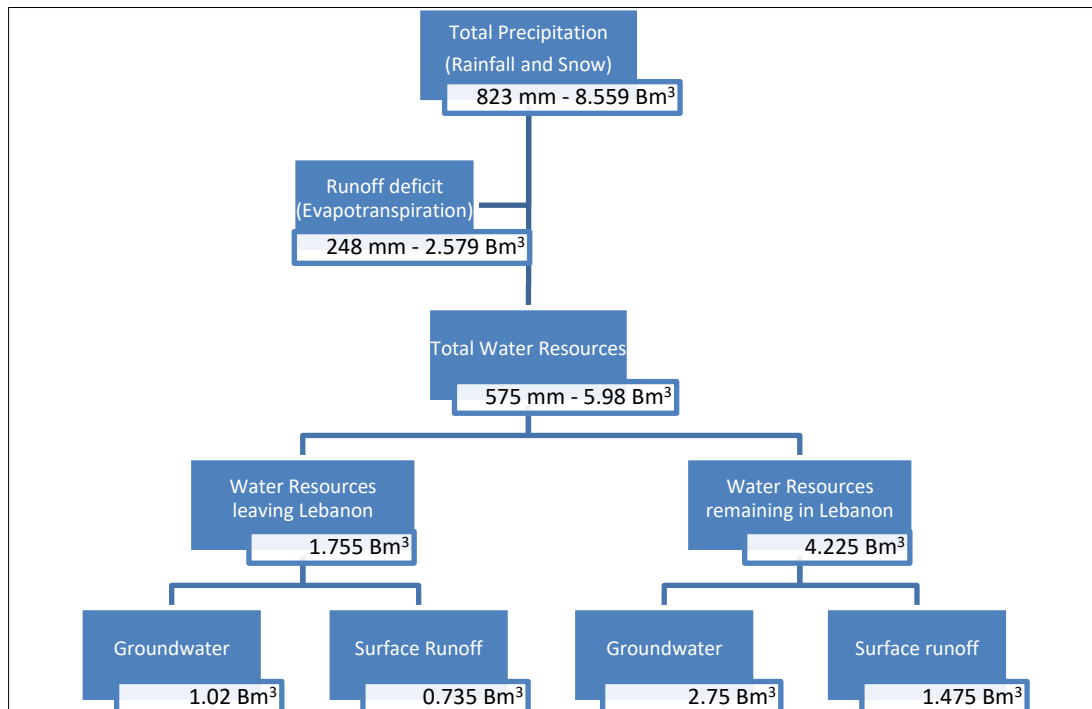 Total Precipitation
(Rainfall and Snow)
823 mm - 8.559 Bm³
Runoff deficit
(Evapotranspiration)
248 mm - 2.579 Bm³
Total Water Resources
575 mm - 5.98 Bm³
Water Resources
leaving Lebanon
1.755 Bm³
Water Resources
remaining in Lebanon
4.225 Bm³
Groundwater
1.02 Bm³
Surface Runoff
0.735 Bm³
Groundwater
2.75 Bm³
Surface runoff
1.475 Bm³